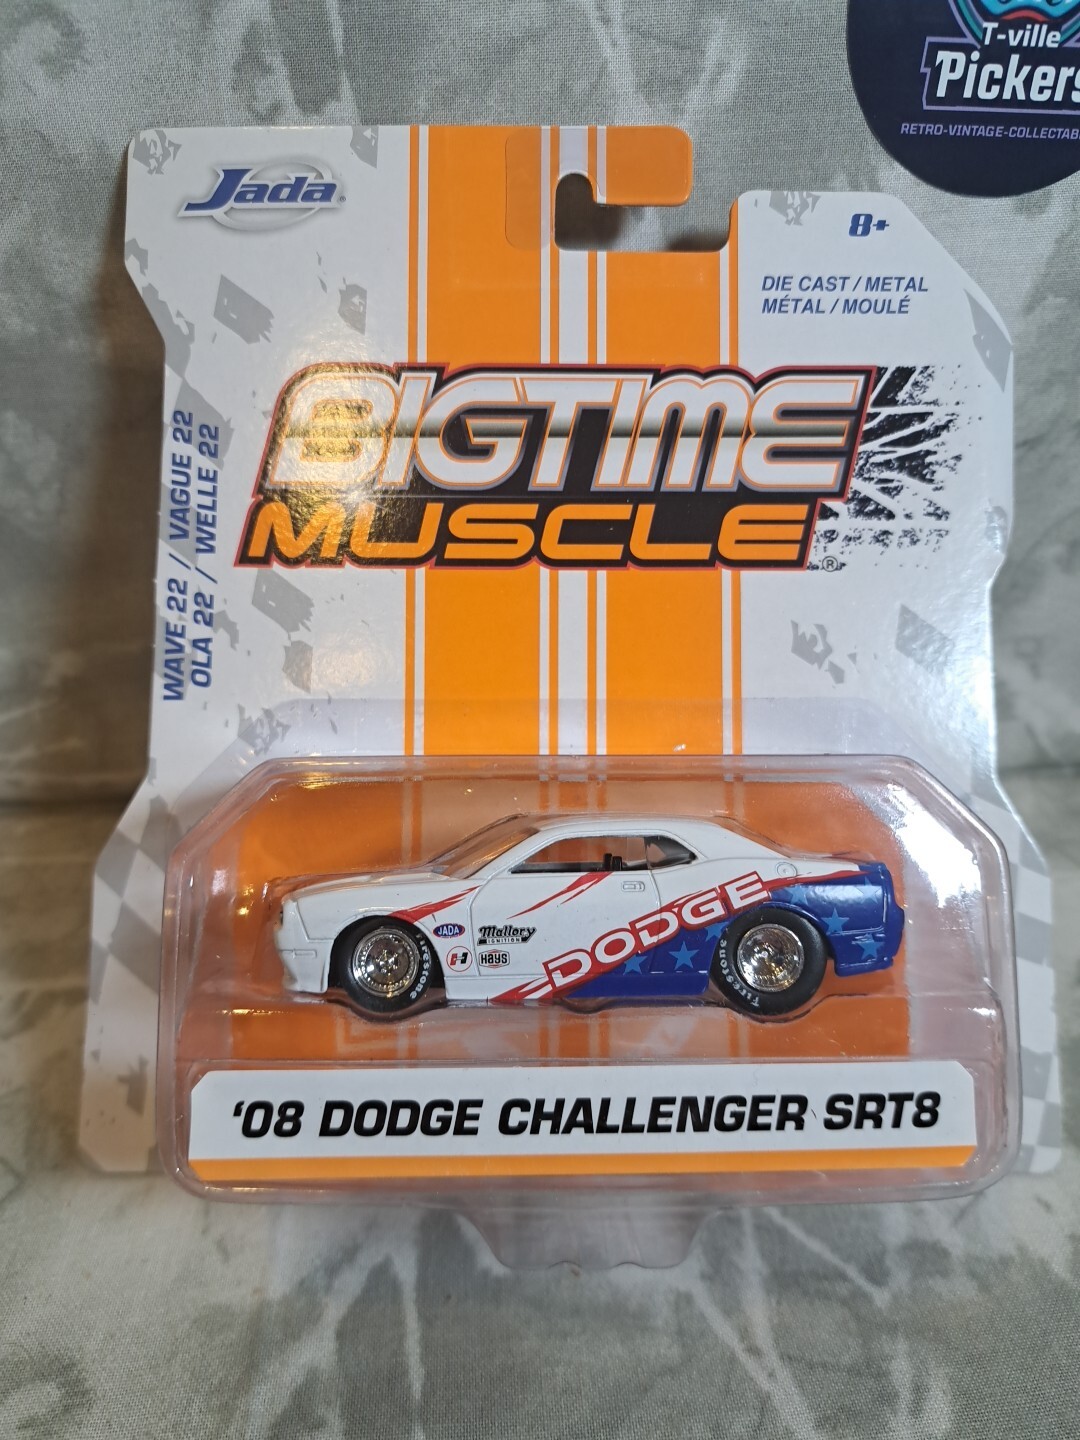 T-ville
Pickers
RETRO-VINTAGE-COLLECTAB
Jada
8+
DIE CAST / METAL
MÉTAL / MOULÉ
BIGTIME
MUSCLE®
WAVE 22 / VAGUE 22
OLA 22 / WELLE 22
DODGE
JADA
Mallory
IGNITION
HAYS
Firestone
Firestone
'08 DODGE CHALLENGER SRT8